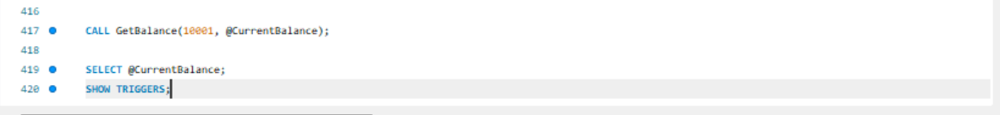 416
417 CALL GetBalance(10001, @CurrentBalance);
418
419 SELECT @CurrentBalance;
420 SHOW TRIGGERS;